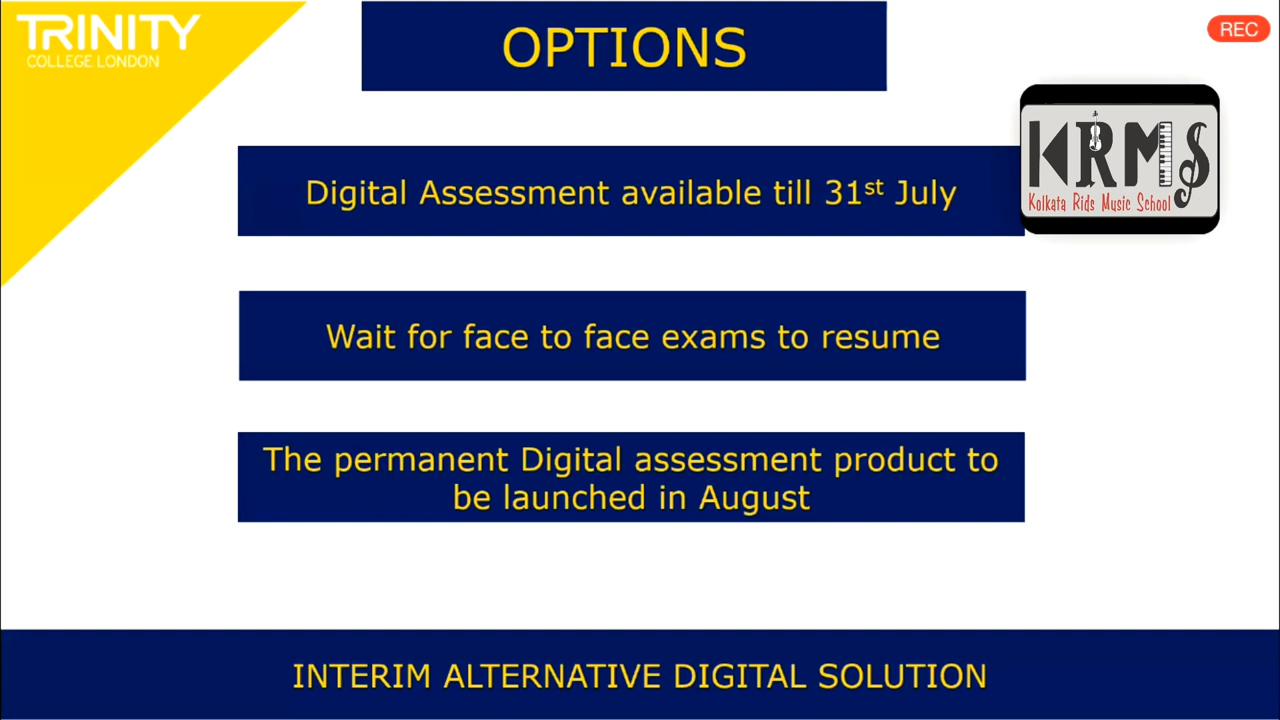 TRINITY
COLLEGE LONDON
OPTIONS
REC
KRMS
Kolkata Rids Music School
Digital Assessment available till 31st July
Wait for face to face exams to resume
The permanent Digital assessment product to
be launched in August
INTERIM ALTERNATIVE DIGITAL SOLUTION